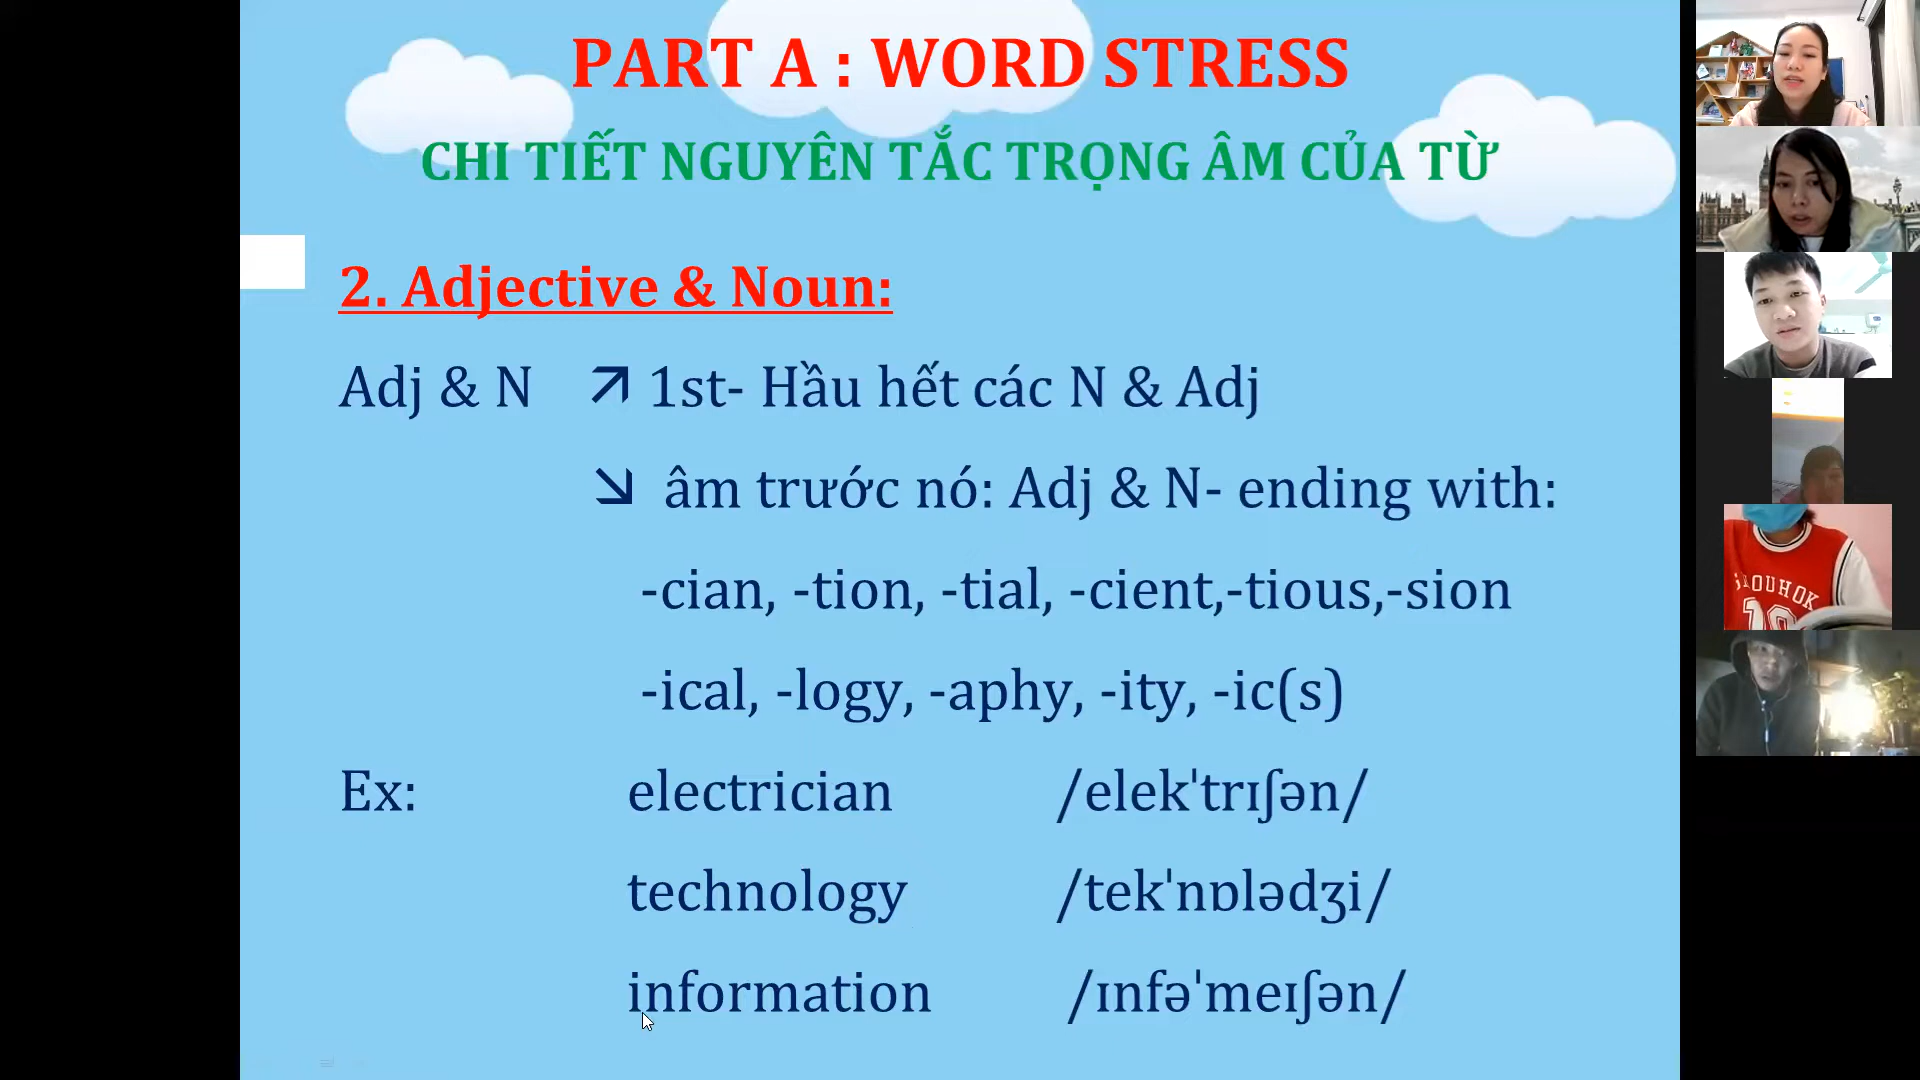 PART A : WORD STRESS
CHI TIẾT NGUYÊN TẮC TRỌNG ÂM CỦA TỪ
2. Adjective & Noun:
Adj & N ↗ 1st- Hầu hết các N & Adj
↘ âm trước nó: Adj & N- ending with:
-cian, -tion, -tial, -cient,-tious,-sion
-ical, -logy, -aphy, -ity, -ic(s)
Ex: electrician /elekˈtrɪʃən/
technology /tekˈnɒlədʒi/
information /ɪnfəˈmeɪʃən/